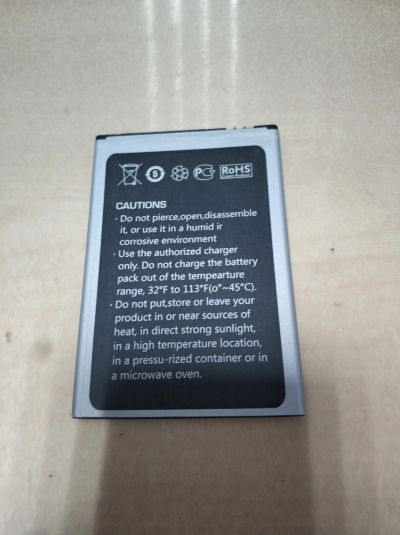 5
PG
RoHS
CAUTIONS
· Do not pierce,open,disassemble
it, or use it in a humid ir
corrosive environment
· Use the authorized charger
only. Do not charge the battery
pack out of the tempearture
range, 32°F to 113°F(o°~45°C).
· Do not put,store or leave your
product in or near sources of
heat, in direct strong sunlight,
in a high temperature location,
in a pressu-rized container or in
a microwave oven.